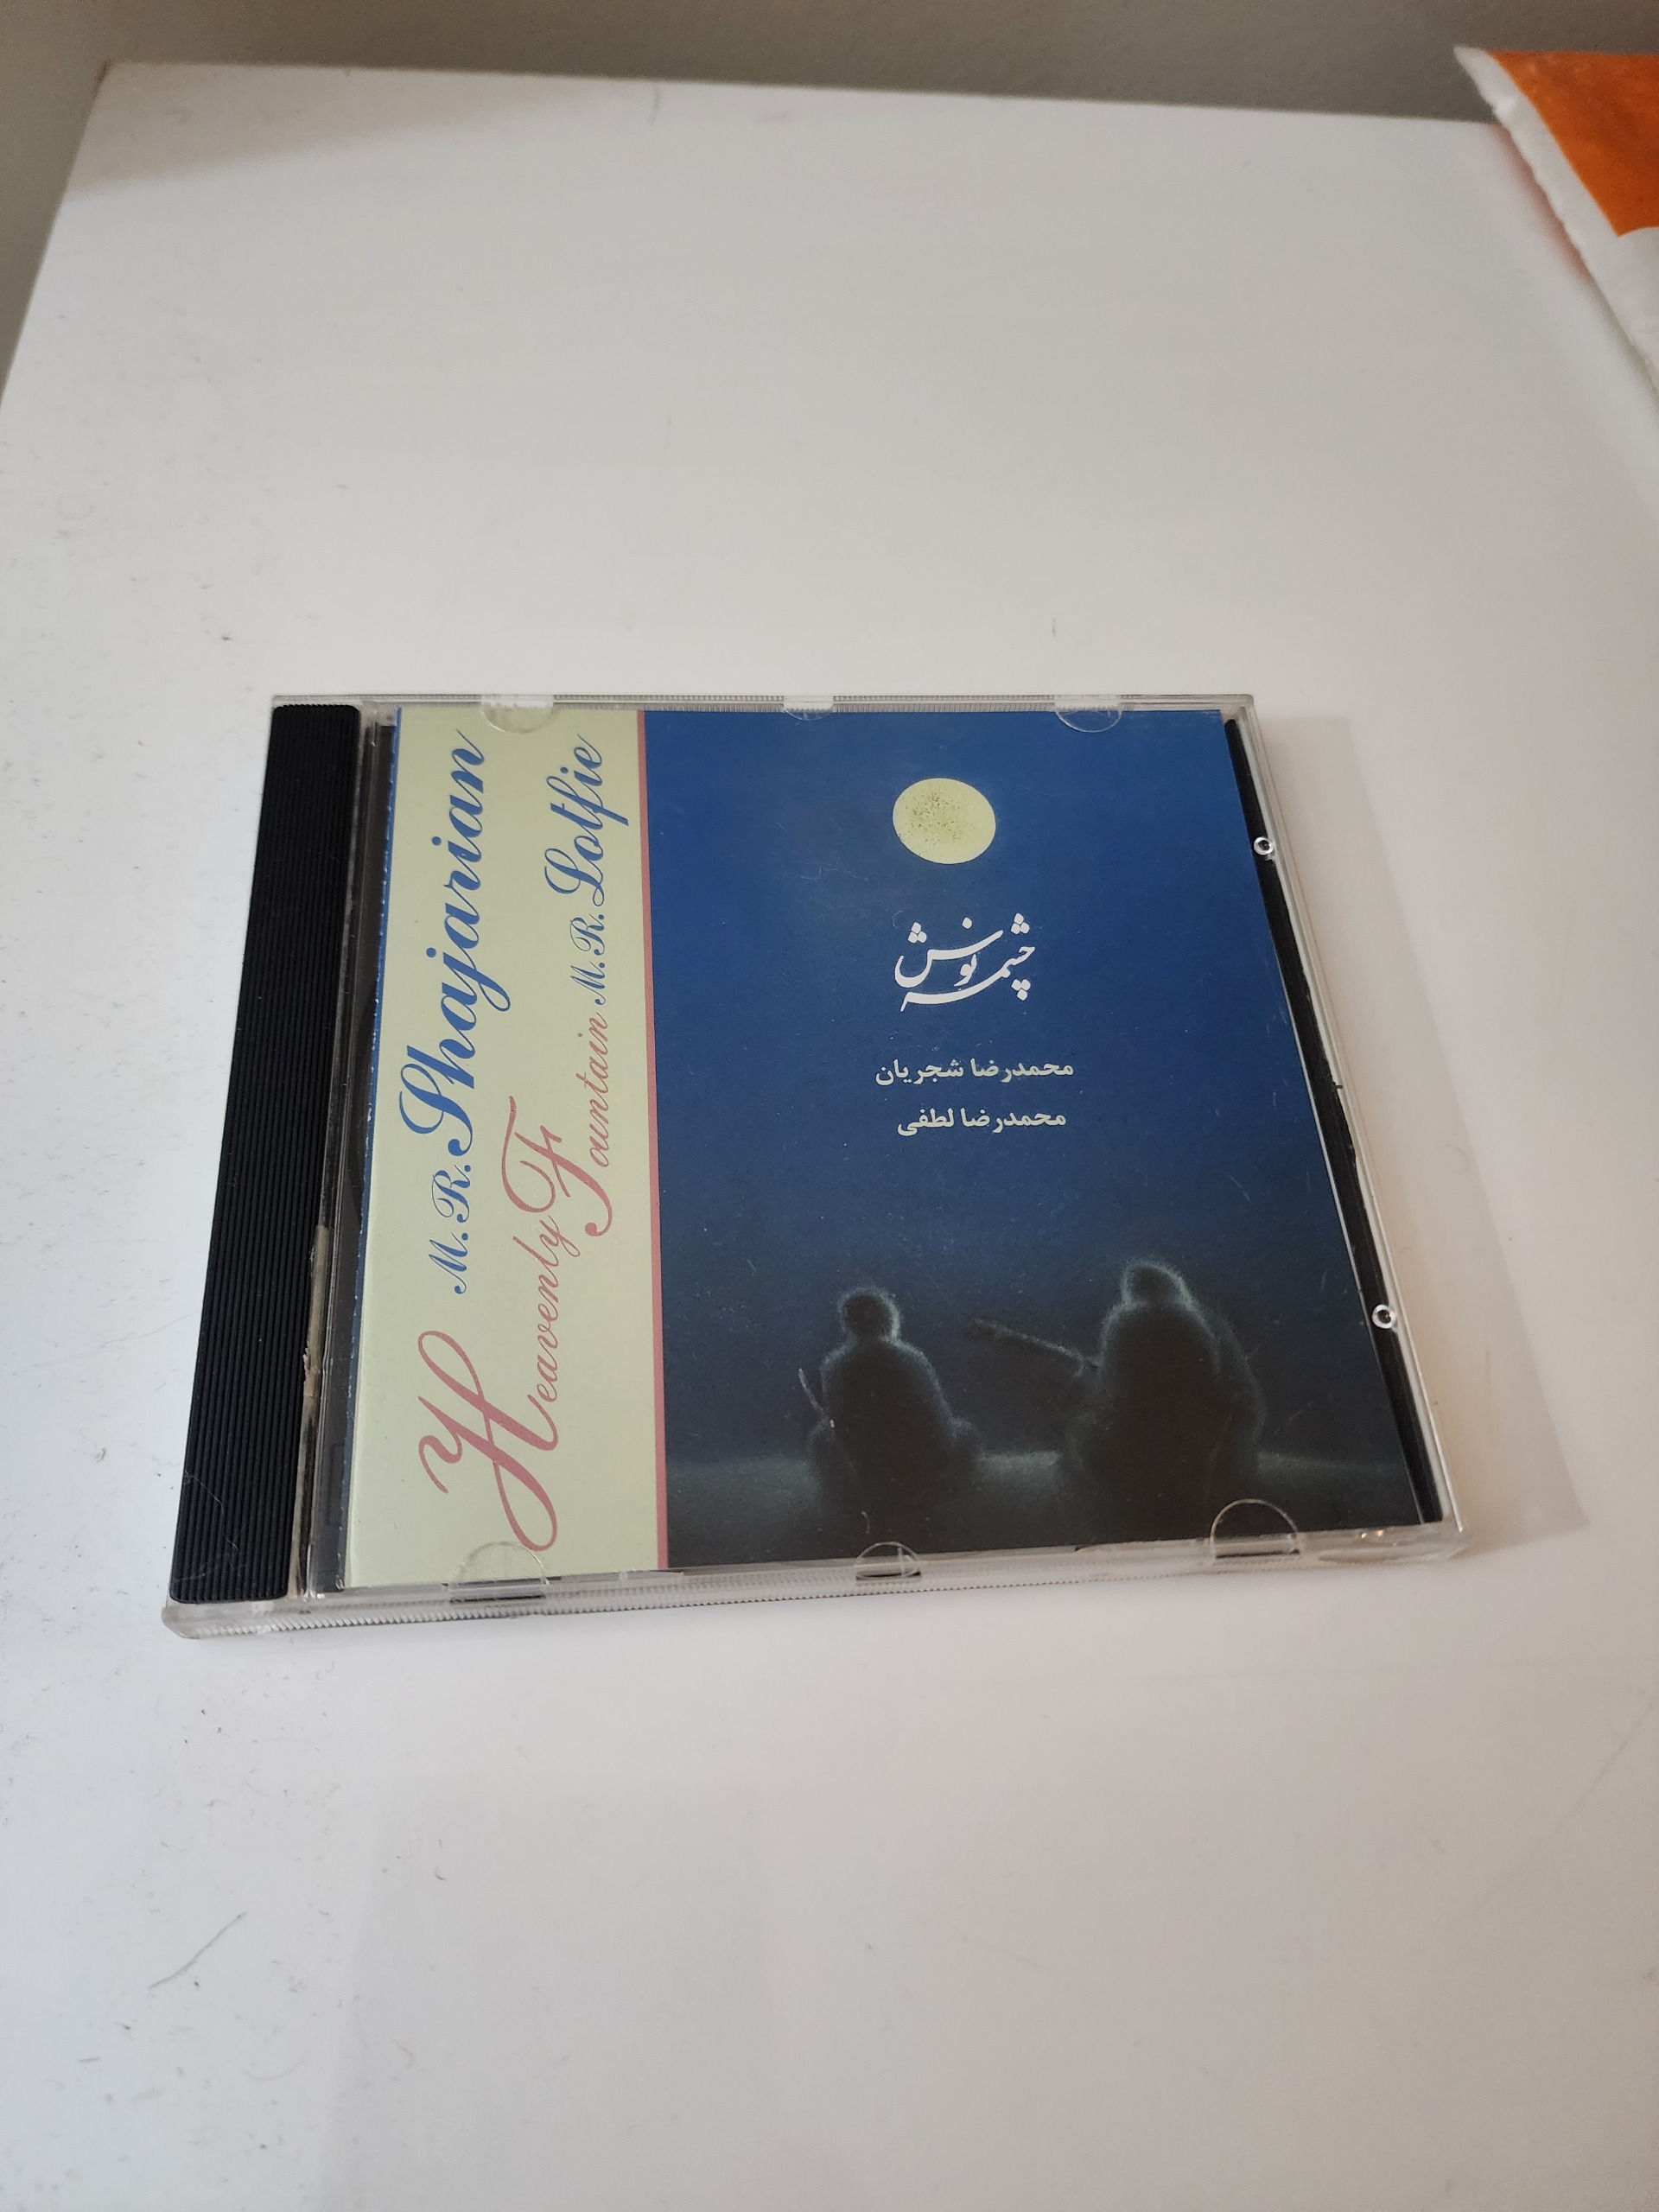 M.R. Shajarian
Heavenly Fountain M.R. Lotfie
چشمه نوش
محمدرضا شجریان
محمدرضا لطفی